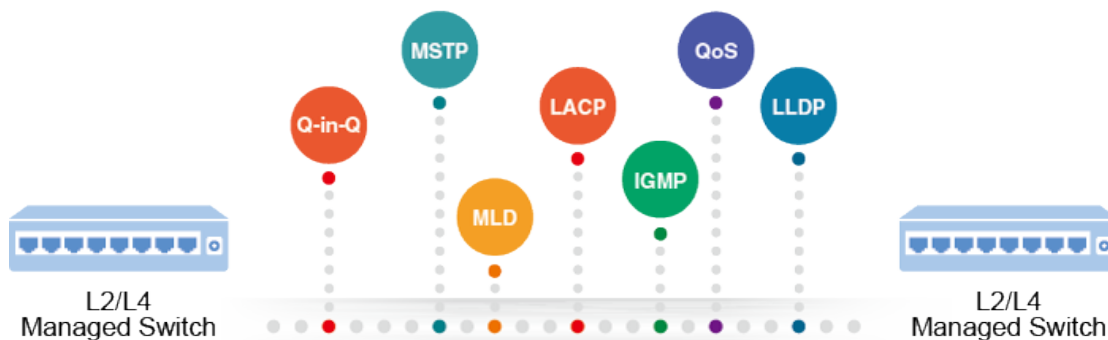 MSTP
QoS
Q-in-Q
LACP
LLDP
MLD
IGMP
L2/L4
Managed Switch
L2/L4
Managed Switch